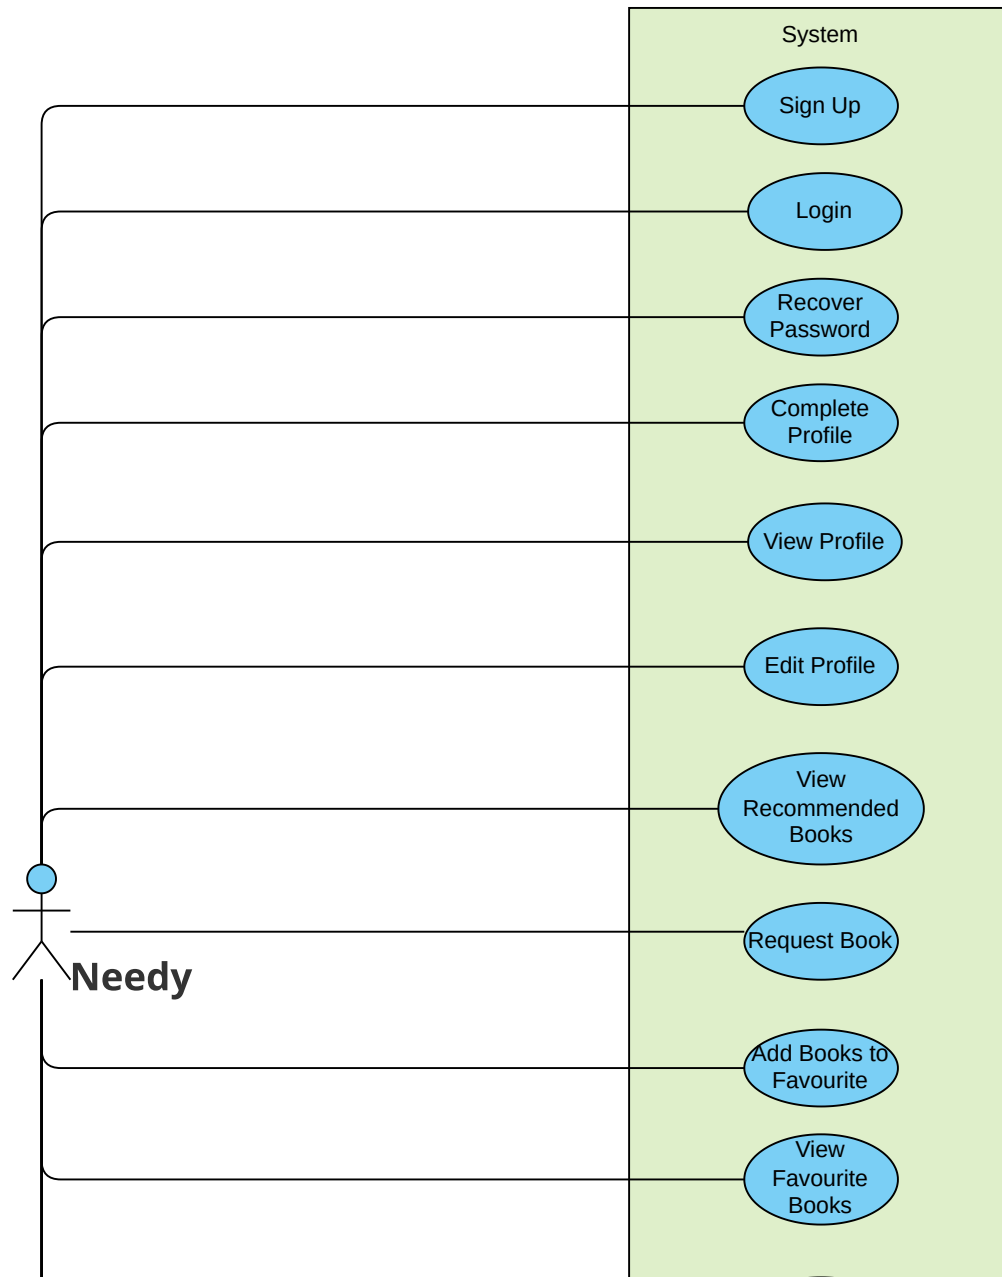 System
Sign Up
Login
Recover
Password
Complete
Profile
View Profile
Edit Profile
View
Recommended
Books
Request Book
Needy
Add Books to
Favourite
View
Favourite
Books